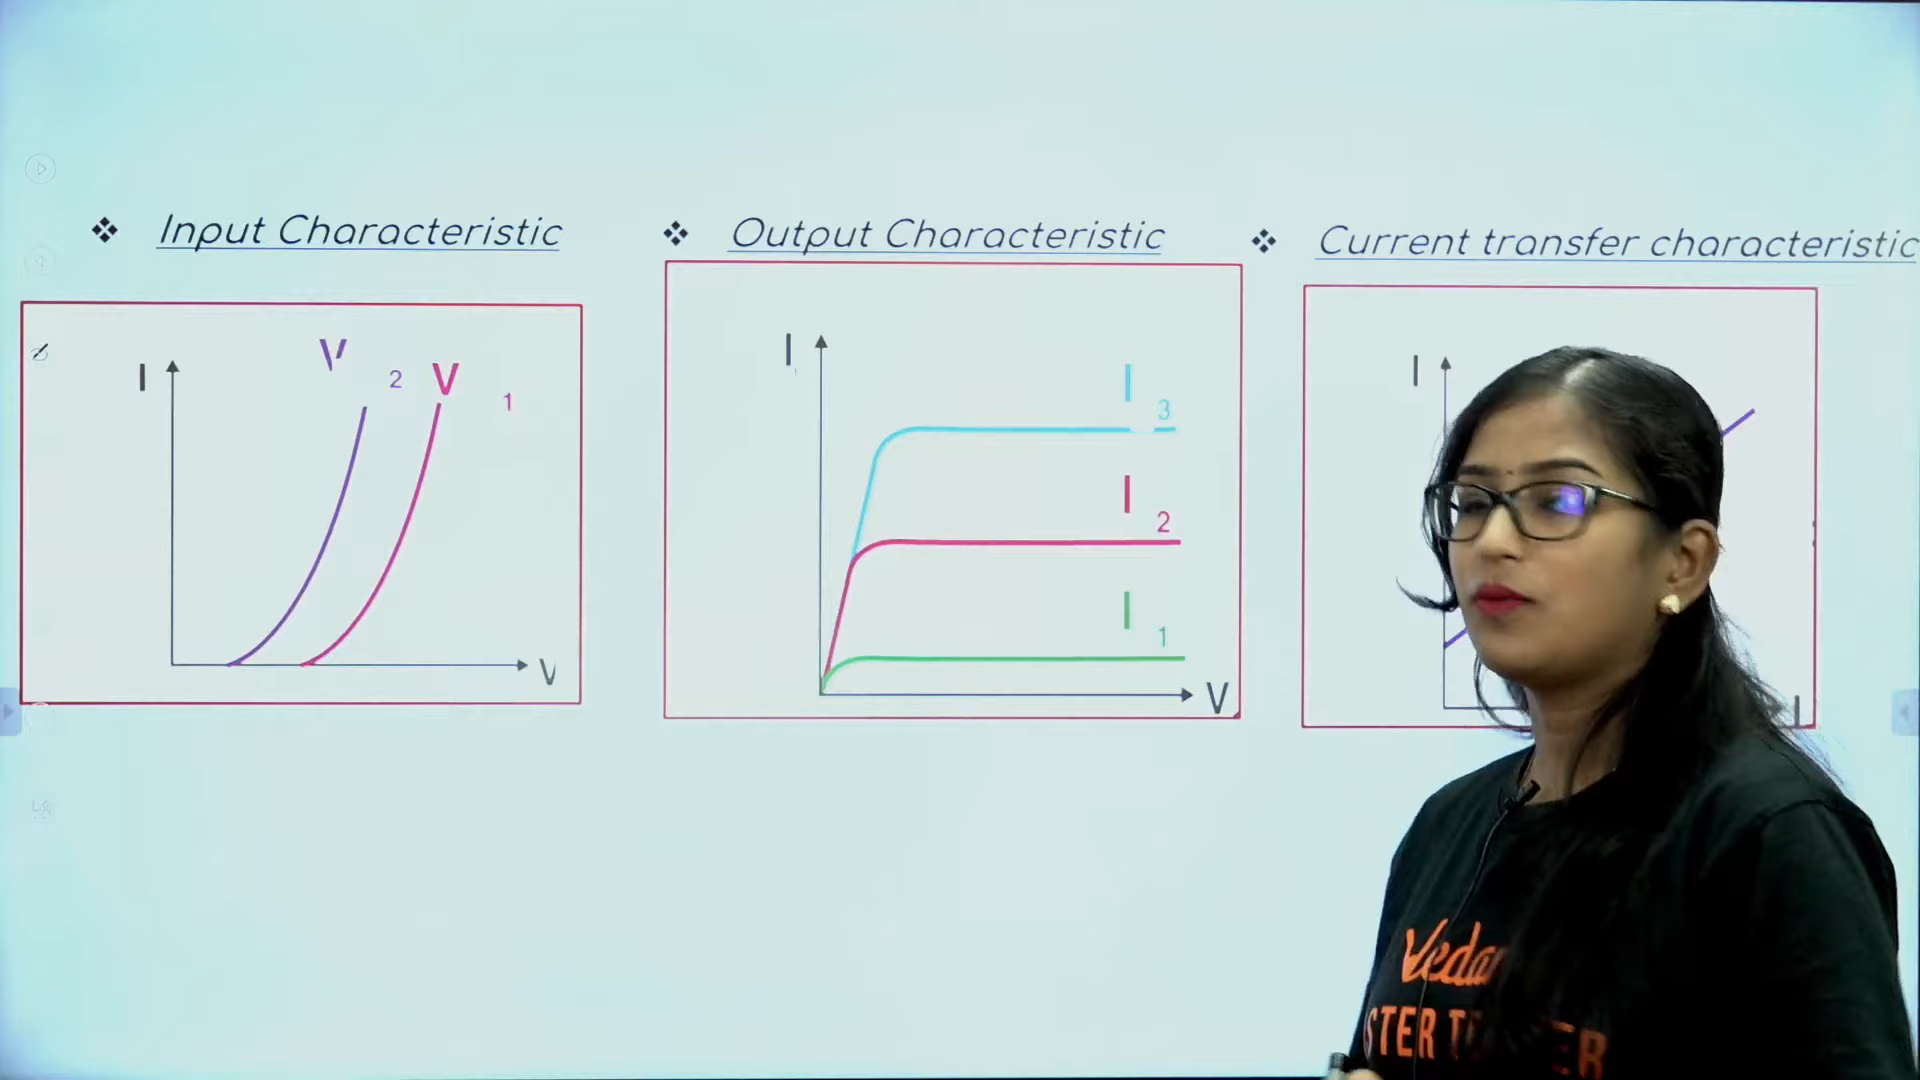 ❖ Input Characteristic
❖ Output Characteristic
❖ Current transfer characteristic
I
V 2
V 1
V
I
I 3
I 2
I 1
V
I
I